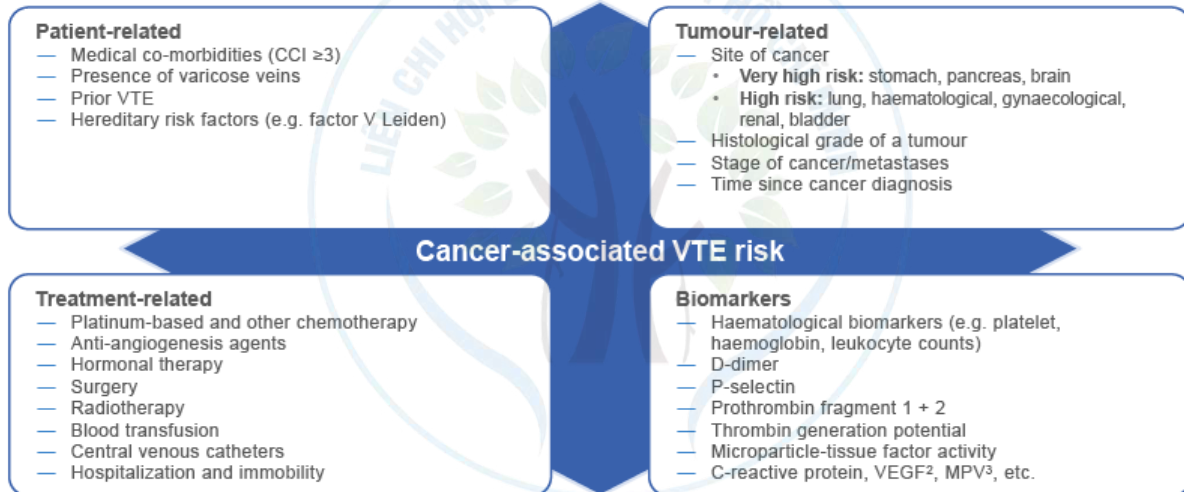 Patient-related
— Medical co-morbidities (CCI ≥3)
— Presence of varicose veins
— Prior VTE
— Hereditary risk factors (e.g. factor V Leiden)
Tumour-related
— Site of cancer
• Very high risk: stomach, pancreas, brain
• High risk: lung, haematological, gynaecological,
renal, bladder
— Histological grade of a tumour
— Stage of cancer/metastases
— Time since cancer diagnosis
Cancer-associated VTE risk
Treatment-related
— Platinum-based and other chemotherapy
— Anti-angiogenesis agents
— Hormonal therapy
— Surgery
— Radiotherapy
— Blood transfusion
— Central venous catheters
— Hospitalization and immobility
Biomarkers
— Haematological biomarkers (e.g. platelet,
haemoglobin, leukocyte counts)
— D-dimer
— P-selectin
— Prothrombin fragment 1 + 2
— Thrombin generation potential
— Microparticle-tissue factor activity
— C-reactive protein, VEGF², MPV³, etc.
LIÊN CHI HỘI